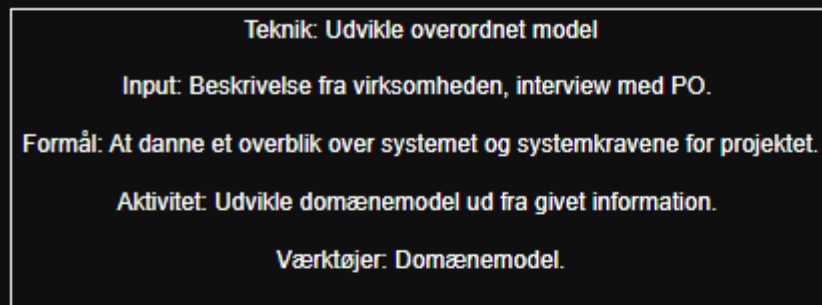 Teknik: Udvikle overordnet model
Input: Beskrivelse fra virksomheden, interview med PO.
Formål: At danne et overblik over systemet og systemkravene for projektet.
Aktivitet: Udvikle domænemodel ud fra givet information.
Værktøjer: Domænemodel.